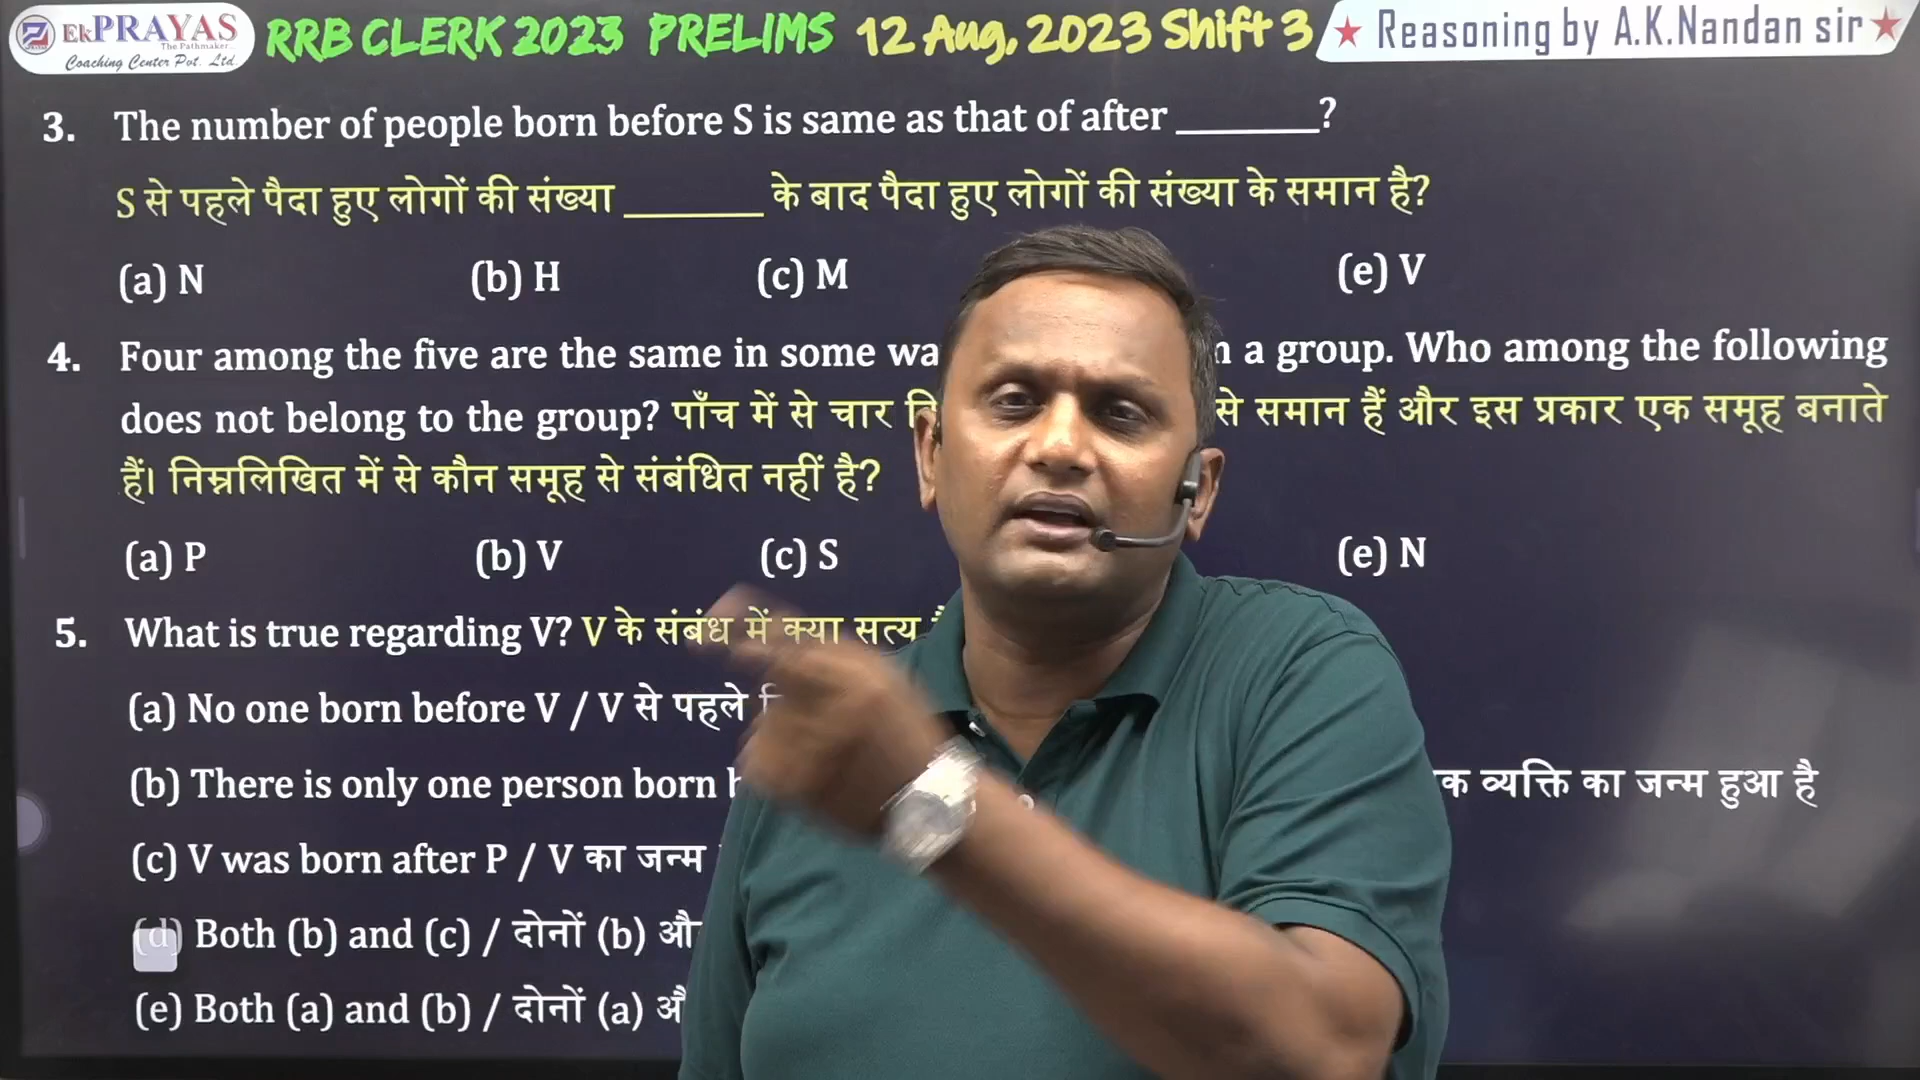 EkPRAYAS
The Pathmaker...
Coaching Center Pvt. Ltd.
RRB CLERK 2023 PRELIMS 12 Aug, 2023 Shift 3
Reasoning by A.K.Nandan sir
3. The number of people born before S is same as that of after ________?
S से पहले पैदा हुए लोगों की संख्या ________ के बाद पैदा हुए लोगों की संख्या के समान है?
(a) N (b) H (c) M (e) V
4. Four among the five are the same in some a group. Who among the following
does not belong to the group? पाँच में से चार से समान हैं और इस प्रकार एक समूह बनाते
हैं। निम्नलिखित में से कौन समूह से संबंधित नहीं है?
(a) P (b) V (c) S (e) N
5. What is true regarding V? V के संबंध में क्या सत्य
(a) No one born before V / V से पहले
(b) There is only one person born व्यक्ति का जन्म हुआ है
(c) V was born after P / V का जन्म
(d) Both (b) and (c) / दोनों (b)
(e) Both (a) and (b) / दोनों (a)